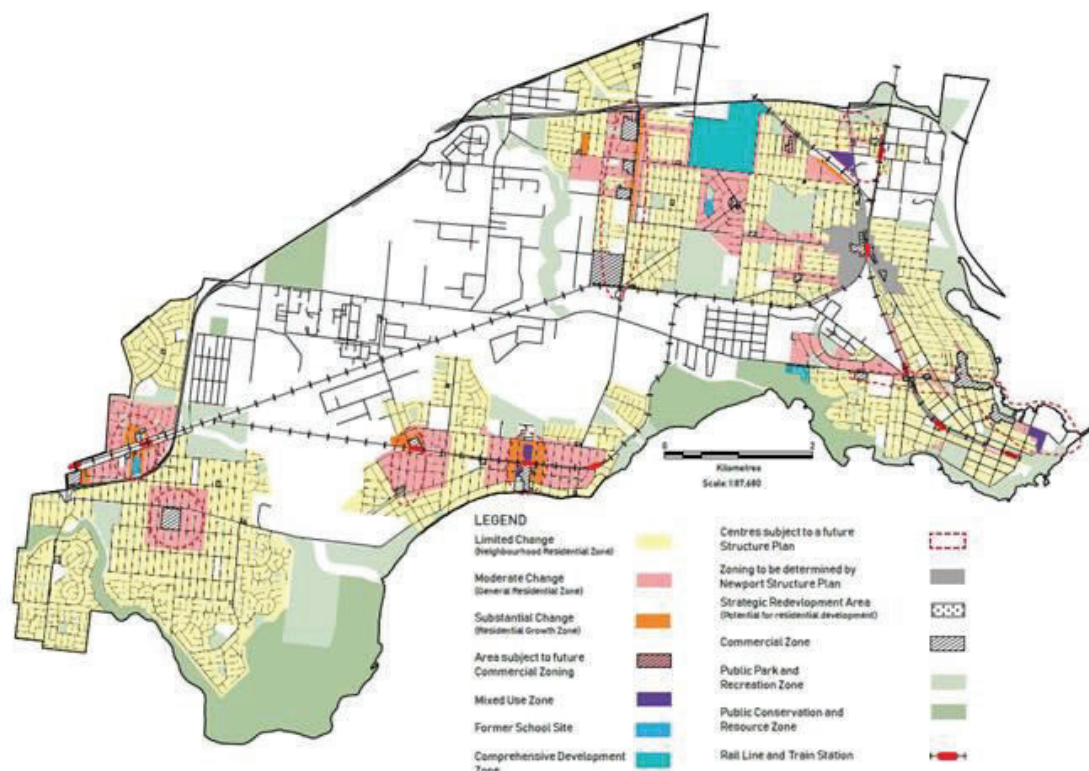 0
2
Kilometres
Scale:1:87,680
LEGEND
Limited Change
(Neighbourhood Residential Zone)
Moderate Change
(General Residential Zone)
Substantial Change
(Residential Growth Zone)
Area subject to future
Commercial Zoning
Mixed Use Zone
Former School Site
Comprehensive Development
Zone
Centres subject to a future
Structure Plan
Zoning to be determined by
Newport Structure Plan
Strategic Redevlopment Area
(Potential for residential development)
Commercial Zone
Public Park and
Recreation Zone
Public Conservation and
Resource Zone
Rail Line and Train Station